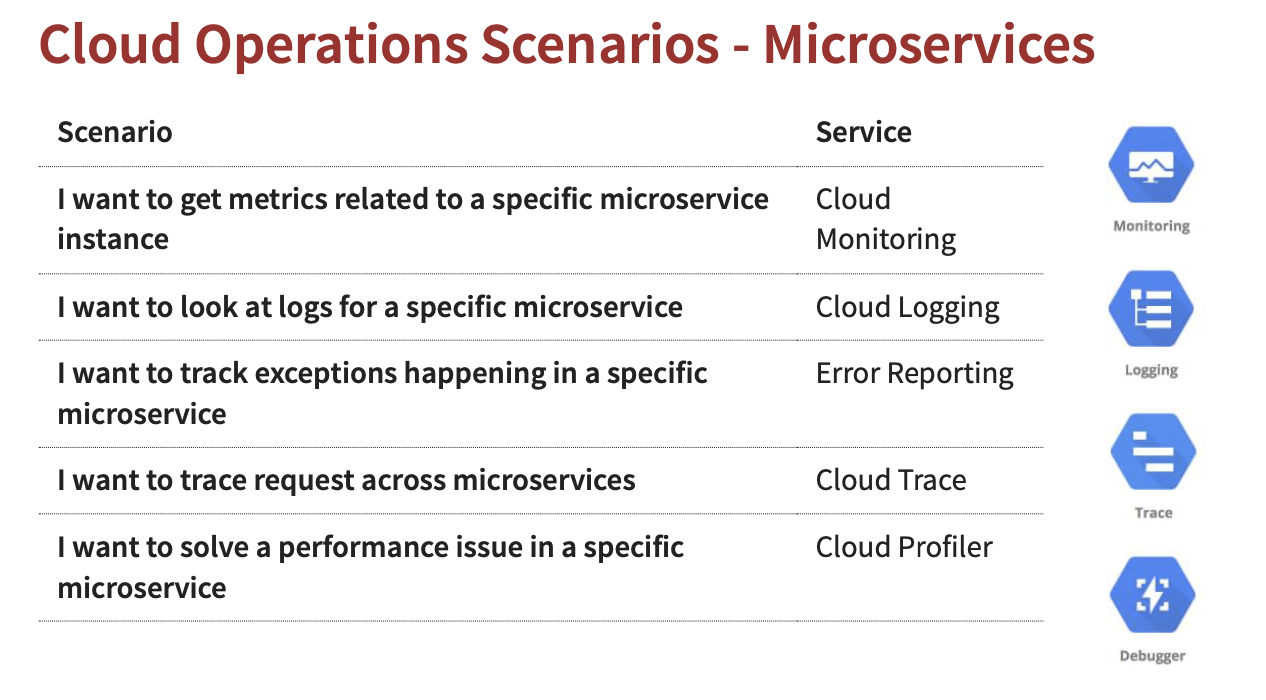 Cloud Operations Scenarios - Microservices
Scenario
Service
I want to get metrics related to a specific microservice
instance
Cloud
Monitoring
I want to look at logs for a specific microservice
Cloud Logging
I want to track exceptions happening in a specific
microservice
Error Reporting
I want to trace request across microservices
Cloud Trace
I want to solve a performance issue in a specific
microservice
Cloud Profiler
Monitoring
Logging
Trace
Debugger